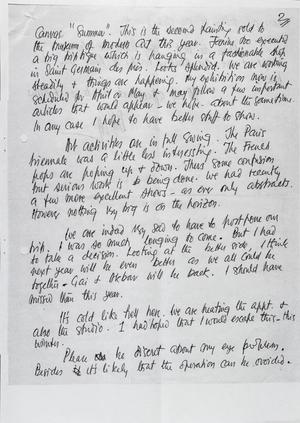 2
Canvas "Summer". This is the second painting sold to
the Museum of modern art this year. Fearing the executed
a big triptique which is hanging in a fashionable shop
in Saint Germain des près. Looks splendid. We are working
steadily & things are happening. My exhibition now is
scheduled for April or May & may follow a few important
articles that would appear – we hope – about the same time.
In any case I hope to have better stuff to show.
Art activities are in full swing. The Paris
biennale was a little less interesting. The French
pops are popping up & down. Thus some confusion
but serious work is being done. We had recently
a few more excellent shows – as ever only abstracts.
However nothing very big is on the horizon.
We are indeed very sad to have to postpone our
trip. I was so much longing to come. But I had
to take a decision. Looking at the better side, I think
next year will be even better as we all could be
together – Gai & Akbar will be back. I should have
missed them this year.
It's cold like hell here. We are heating the appt. &
also the studio. I had hoped that I would escape this – this
winter.
Please be discret about my eye problems.
Besides it's likely that the operation can be avoided.